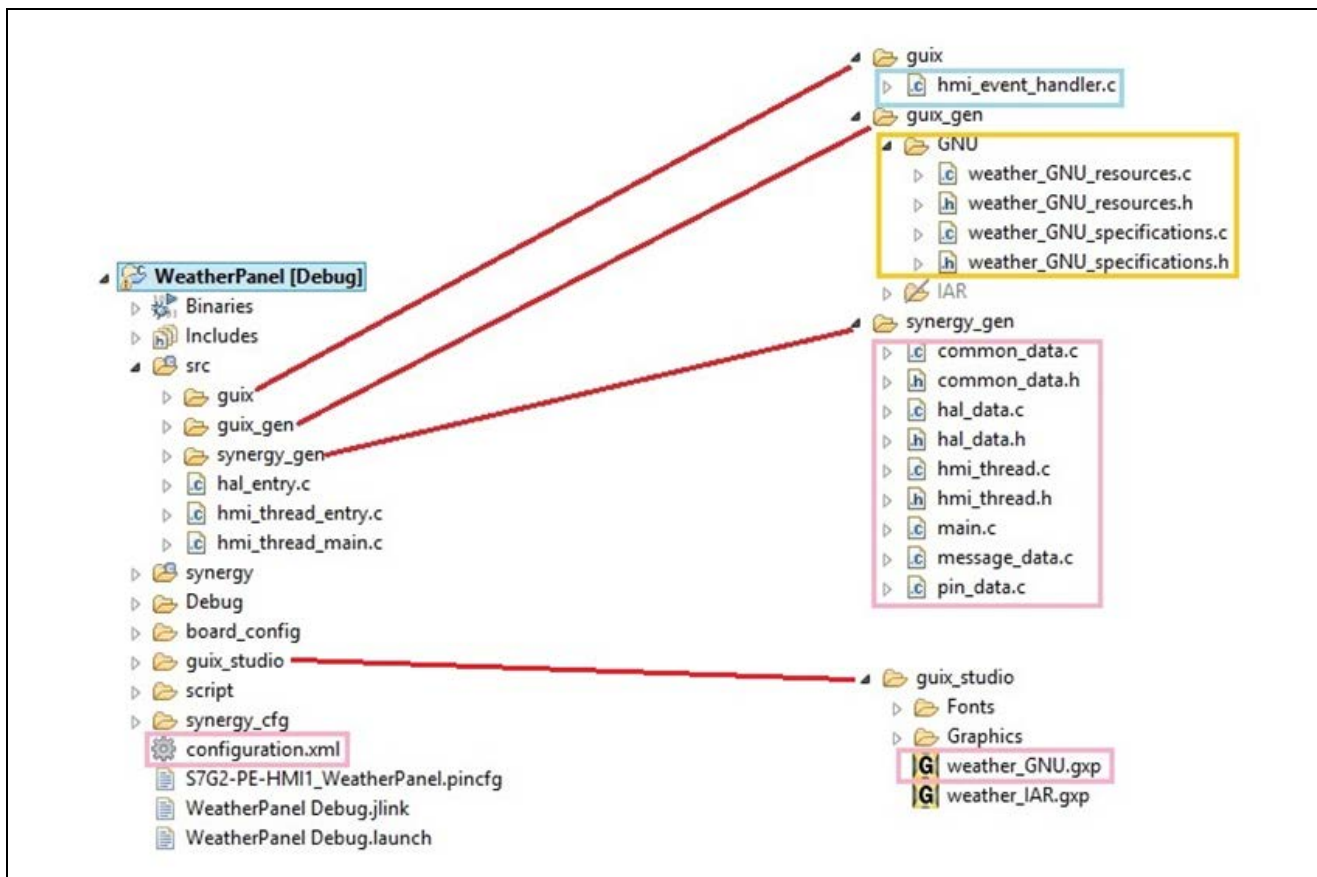 WeatherPanel [Debug]
Binaries
Includes
src
guix
guix_gen
synergy_gen
hal_entry.c
hmi_thread_entry.c
hmi_thread_main.c
synergy
Debug
board_config
guix_studio
script
synergy_cfg
configuration.xml
S7G2-PE-HMI1_WeatherPanel.pincfg
WeatherPanel Debug.jlink
WeatherPanel Debug.launch
guix
.c hmi_event_handler.c
guix_gen
GNU
.c weather_GNU_resources.c
.h weather_GNU_resources.h
.c weather_GNU_specifications.c
.h weather_GNU_specifications.h
IAR
synergy_gen
.c common_data.c
.h common_data.h
.c hal_data.c
.h hal_data.h
.c hmi_thread.c
.h hmi_thread.h
.c main.c
.c message_data.c
.c pin_data.c
guix_studio
Fonts
Graphics
G weather_GNU.gxp
G weather_IAR.gxp